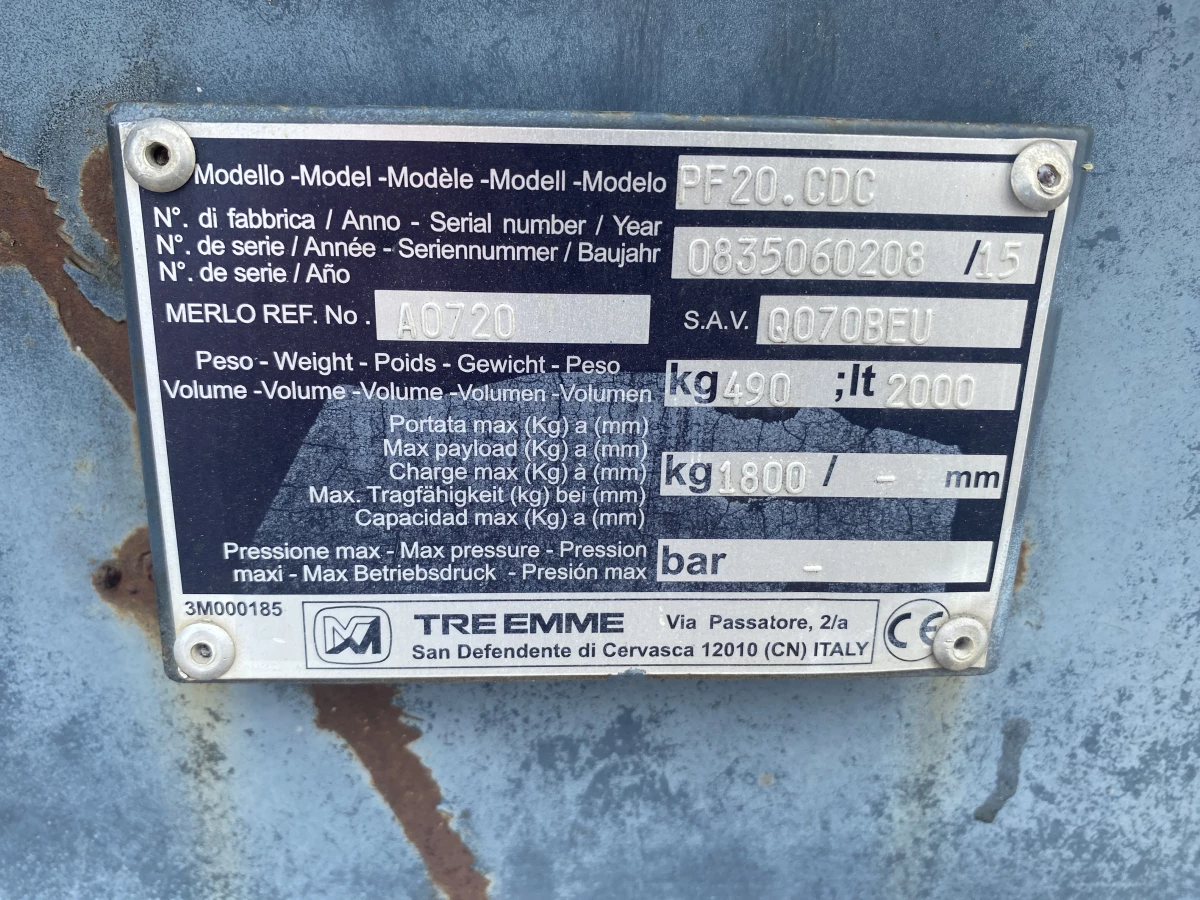 Modello -Model -Modèle -Modell -Modelo PF20.CDC
N°. di fabbrica / Anno - Serial number / Year
N°. de serie / Année - Seriennummer / Baujahr 0835060208 /15
N°. de serie / Año
MERLO REF. No . A0720 S.A.V. Q070BEU
Peso - Weight - Poids - Gewicht - Peso
Volume -Volume -Volume -Volumen -Volumen kg 490 ;lt 2000
Portata max (Kg) a (mm)
Max payload (Kg) a (mm)
Charge max (Kg) à (mm) kg 1800 / - mm
Max. Tragfähigkeit (kg) bei (mm)
Capacidad max (Kg) a (mm)
Pressione max - Max pressure - Pression
maxi - Max Betriebsdruck - Presión max bar -
3M000185 TRE EMME Via Passatore, 2/a CE
San Defendente di Cervasca 12010 (CN) ITALY